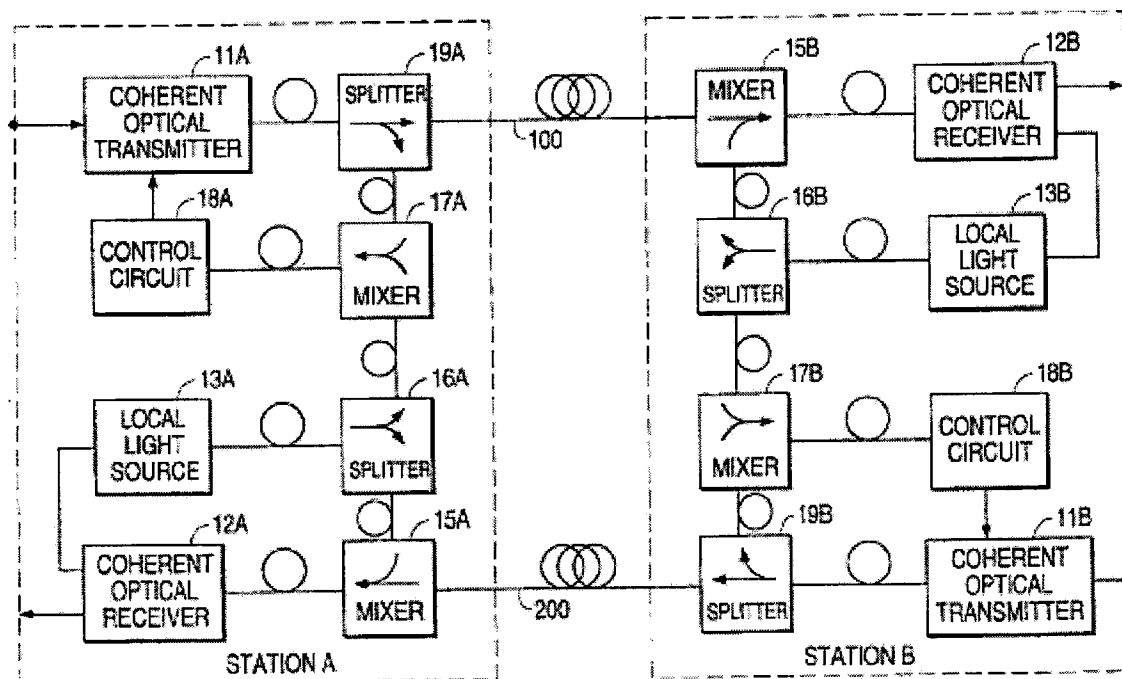 11A
COHERENT
OPTICAL
TRANSMITTER
19A
SPLITTER
18A
CONTROL
CIRCUIT
17A
MIXER
13A
LOCAL
LIGHT
SOURCE
16A
SPLITTER
12A
COHERENT
OPTICAL
RECEIVER
15A
MIXER
STATION A
100
200
15B
MIXER
12B
COHERENT
OPTICAL
RECEIVER
16B
SPLITTER
13B
LOCAL
LIGHT
SOURCE
17B
MIXER
18B
CONTROL
CIRCUIT
19B
SPLITTER
11B
COHERENT
OPTICAL
TRANSMITTER
STATION B